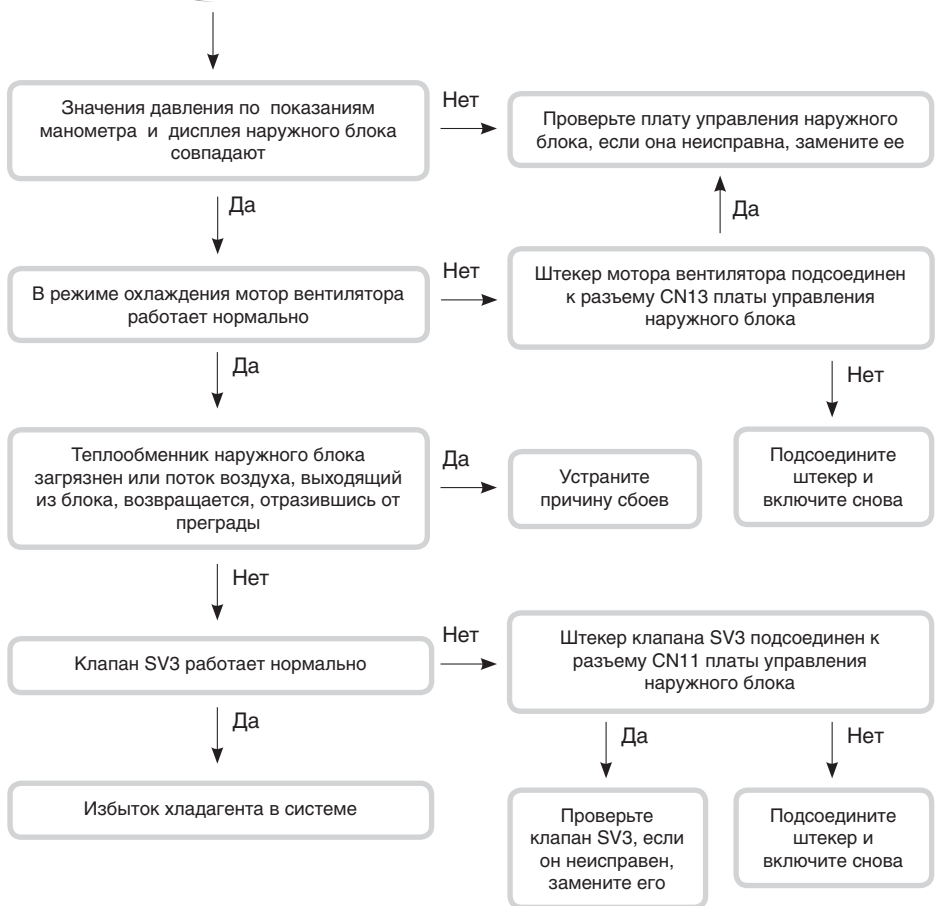 Значения давления по показаниям
манометра и дисплея наружного блока
совпадают
Нет
Проверьте плату управления наружного
блока, если она неисправна, замените ее
Да
Да
В режиме охлаждения мотор вентилятора
работает нормально
Нет
Штекер мотора вентилятора подсоединен
к разъему CN13 платы управления
наружного блока
Да
Нет
Теплообменник наружного блока
загрязнен или поток воздуха, выходящий
из блока, возвращается, отразившись от
преграды
Да
Устраните
причину сбоев
Подсоедините
штекер и
включите снова
Нет
Клапан SV3 работает нормально
Нет
Штекер клапана SV3 подсоединен к
разъему CN11 платы управления
наружного блока
Да
Да
Нет
Избыток хладагента в системе
Проверьте
клапан SV3, если
он неисправен,
замените его
Подсоедините
штекер и
включите снова